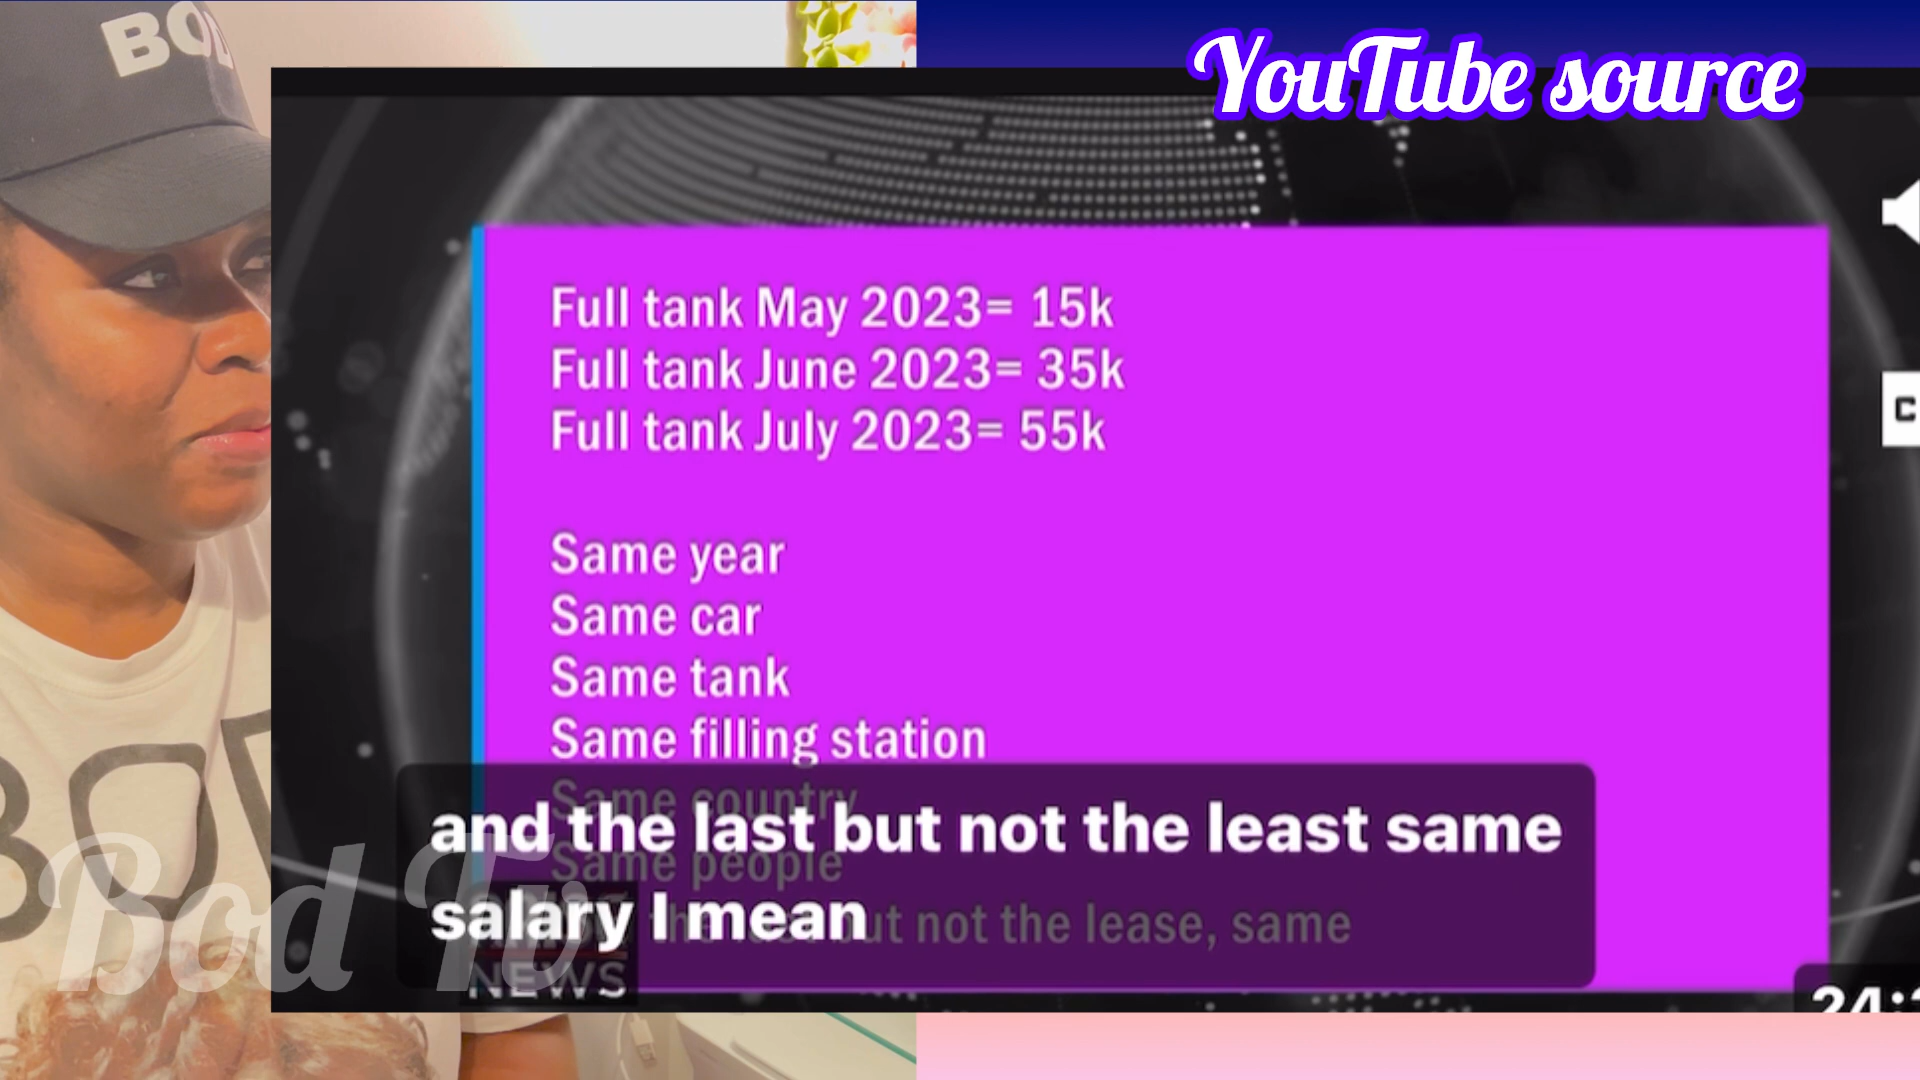 BOD
YouTube source
Full tank May 2023= 15k
Full tank June 2023= 35k
Full tank July 2023= 55k
Same year
Same car
Same tank
Same filling station
Same country
Same people
but not the lease, same
and the last but not the least same
salary I mean
NEWS
Bod Tv